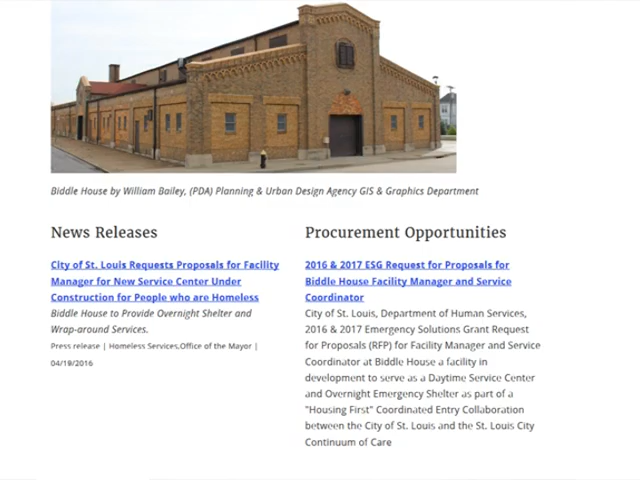 Biddle House by William Bailey, (PDA) Planning & Urban Design Agency GIS & Graphics Department
News Releases
City of St. Louis Requests Proposals for Facility
Manager for New Service Center Under
Construction for People who are Homeless
Biddle House to Provide Overnight Shelter and
Wrap-around Services.
Press release | Homeless Services,Office of the Mayor |
04/19/2016
Procurement Opportunities
2016 & 2017 ESG Request for Proposals for
Biddle House Facility Manager and Service
Coordinator
City of St. Louis, Department of Human Services,
2016 & 2017 Emergency Solutions Grant Request
for Proposals (RFP) for Facility Manager and Service
Coordinator at Biddle House a facility in
development to serve as a Daytime Service Center
and Overnight Emergency Shelter as part of a
"Housing First" Coordinated Entry Collaboration
between the City of St. Louis and the St. Louis City
Continuum of Care